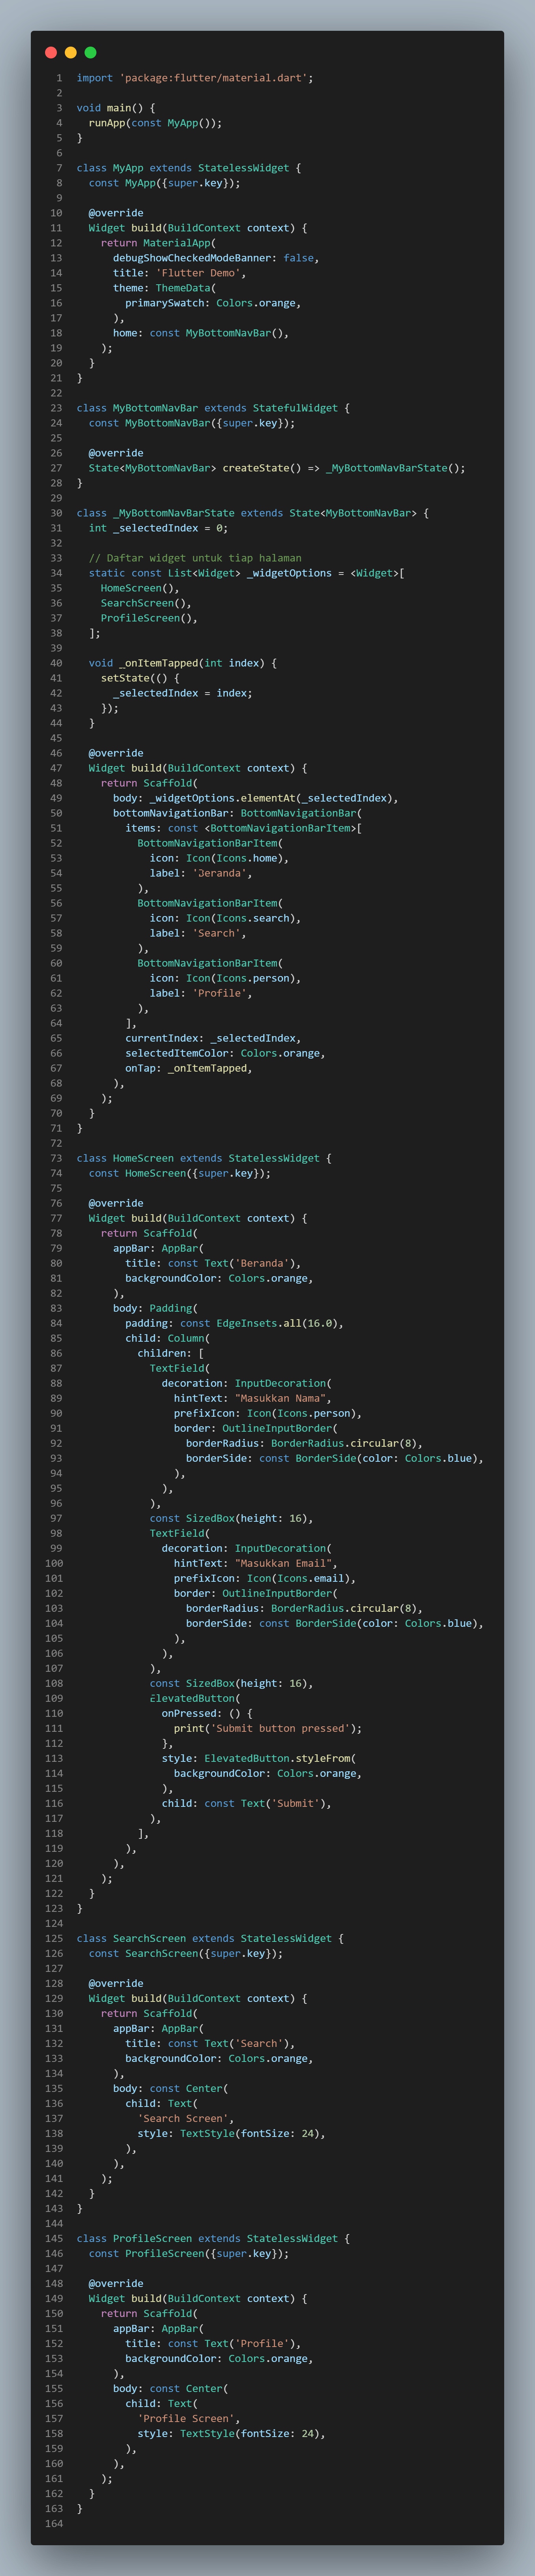 1 import 'package:flutter/material.dart';
2
3 void main() {
4   runApp(const MyApp());
5 }
6
7 class MyApp extends StatelessWidget {
8   const MyApp({super.key});
9
10   @override
11   Widget build(BuildContext context) {
12     return MaterialApp(
13       debugShowCheckedModeBanner: false,
14       title: 'Flutter Demo',
15       theme: ThemeData(
16         primarySwatch: Colors.orange,
17       ),
18       home: const MyBottomNavBar(),
19     );
20   }
21 }
22
23 class MyBottomNavBar extends StatefulWidget {
24   const MyBottomNavBar({super.key});
25
26   @override
27   State<MyBottomNavBar> createState() => _MyBottomNavBarState();
28 }
29
30 class _MyBottomNavBarState extends State<MyBottomNavBar> {
31   int _selectedIndex = 0;
32
33   // Daftar widget untuk tiap halaman
34   static const List<Widget> _widgetOptions = <Widget>[
35     HomeScreen(),
36     SearchScreen(),
37     ProfileScreen(),
38   ];
39
40   void _onItemTapped(int index) {
41     setState(() {
42       _selectedIndex = index;
43     });
44   }
45
46   @override
47   Widget build(BuildContext context) {
48     return Scaffold(
49       body: _widgetOptions.elementAt(_selectedIndex),
50       bottomNavigationBar: BottomNavigationBar(
51         items: const <BottomNavigationBarItem>[
52           BottomNavigationBarItem(
53             icon: Icon(Icons.home),
54             label: 'Beranda',
55           ),
56           BottomNavigationBarItem(
57             icon: Icon(Icons.search),
58             label: 'Search',
59           ),
60           BottomNavigationBarItem(
61             icon: Icon(Icons.person),
62             label: 'Profile',
63           ),
64         ],
65         currentIndex: _selectedIndex,
66         selectedItemColor: Colors.orange,
67         onTap: _onItemTapped,
68       ),
69     );
70   }
71 }
72
73 class HomeScreen extends StatelessWidget {
74   const HomeScreen({super.key});
75
76   @override
77   Widget build(BuildContext context) {
78     return Scaffold(
79       appBar: AppBar(
80         title: const Text('Beranda'),
81         backgroundColor: Colors.orange,
82       ),
83       body: Padding(
84         padding: const EdgeInsets.all(16.0),
85         child: Column(
86           children: [
87             TextField(
88               decoration: InputDecoration(
89                 hintText: "Masukkan Nama",
90                 prefixIcon: Icon(Icons.person),
91                 border: OutlineInputBorder(
92                   borderRadius: BorderRadius.circular(8),
93                   borderSide: const BorderSide(color: Colors.blue),
94                 ),
95               ),
96             ),
97             const SizedBox(height: 16),
98             TextField(
99               decoration: InputDecoration(
100                 hintText: "Masukkan Email",
101                 prefixIcon: Icon(Icons.email),
102                 border: OutlineInputBorder(
103                   borderRadius: BorderRadius.circular(8),
104                   borderSide: const BorderSide(color: Colors.blue),
105                 ),
106               ),
107             ),
108             const SizedBox(height: 16),
109             ElevatedButton(
110               onPressed: () {
111                 print('Submit button pressed');
112               },
113               style: ElevatedButton.styleFrom(
114                 backgroundColor: Colors.orange,
115               ),
116               child: const Text('Submit'),
117             ),
118           ],
119         ),
120       ),
121     );
122   }
123 }
124
125 class SearchScreen extends StatelessWidget {
126   const SearchScreen({super.key});
127
128   @override
129   Widget build(BuildContext context) {
130     return Scaffold(
131       appBar: AppBar(
132         title: const Text('Search'),
133         backgroundColor: Colors.orange,
134       ),
135       body: const Center(
136         child: Text(
137           'Search Screen',
138           style: TextStyle(fontSize: 24),
139         ),
140       ),
141     );
142   }
143 }
144
145 class ProfileScreen extends StatelessWidget {
146   const ProfileScreen({super.key});
147
148   @override
149   Widget build(BuildContext context) {
150     return Scaffold(
151       appBar: AppBar(
152         title: const Text('Profile'),
153         backgroundColor: Colors.orange,
154       ),
155       body: const Center(
156         child: Text(
157           'Profile Screen',
158           style: TextStyle(fontSize: 24),
159         ),
160       ),
161     );
162   }
163 }
164